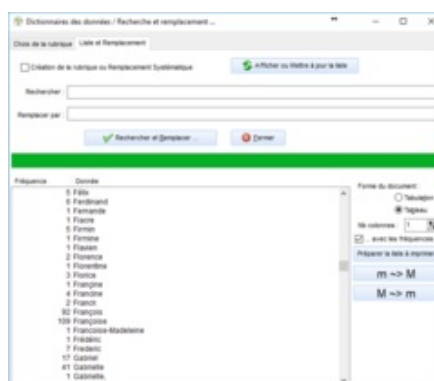 Dictionnaires des données / Recherche et remplacement ...
Choix de la rubrique
Liste et Remplacement
Création de la rubrique ou Remplacement Systématique
Afficher ou Mettre à jour la liste
Rechercher
Remplacer par
Rechercher et Remplacer ...
Fermer
Fréquence Donnée
5 Félix
6 Ferdinand
1 Fernande
1 Fiacre
5 Firmin
1 Firmine
1 Flavien
2 Florence
1 Florentine
3 Florice
1 Françine
4 Francine
2 Franck
92 François
109 Françoise
1 Francoise-Madeleine
1 Frédéric
7 Frederic
17 Gabriel
41 Gabrielle
1 Gabrielle.
Forme du document
Tabulation
Tableau
Nb colonnes 1
... avec les fréquences
Préparer la liste à imprimer
m ~> M
M ~> m